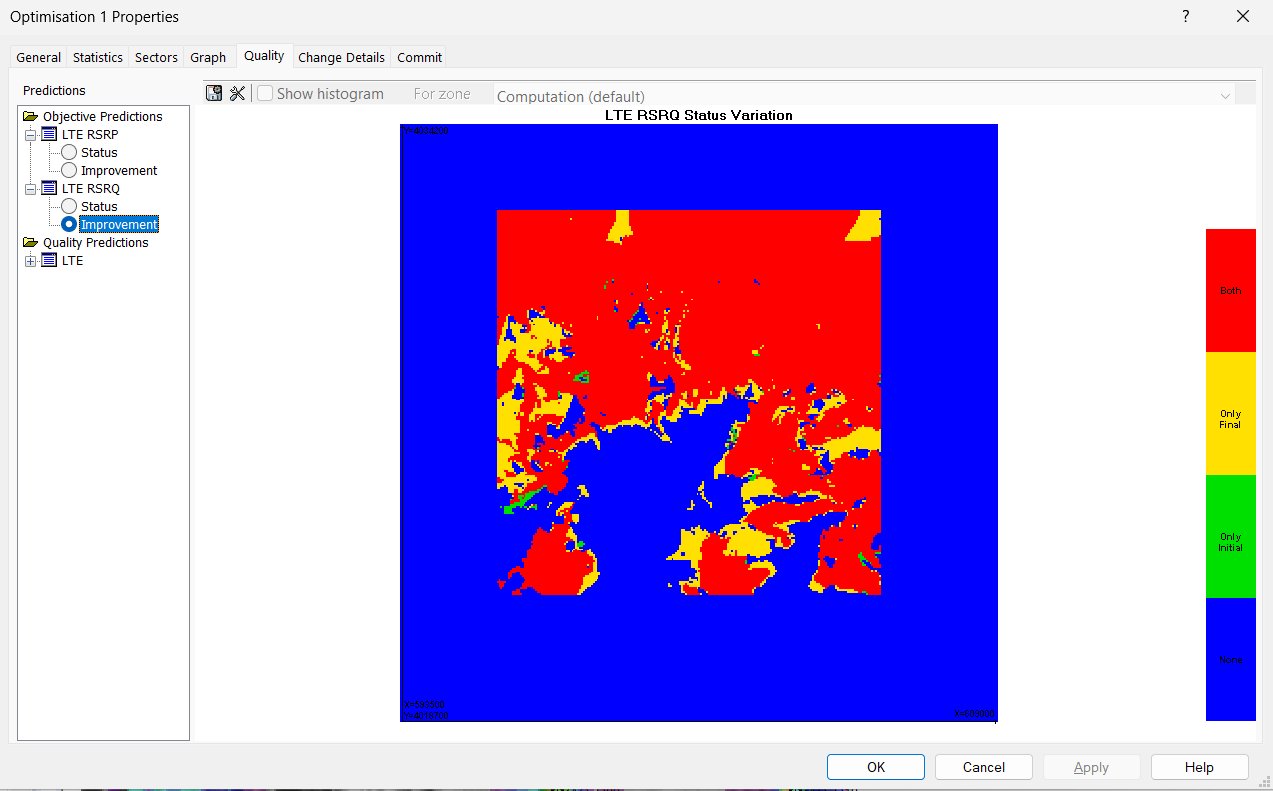 Optimisation 1 Properties
?
General Statistics Sectors Graph Quality Change Details Commit
Predictions
Show histogram For zone Computation (default)
LTE RSRQ Status Variation
Objective Predictions
LTE RSRP
Status
Improvement
LTE RSRQ
Status
Improvement
Quality Predictions
LTE
Both
Only
Final
Only
Initial
None
OK Cancel Apply Help